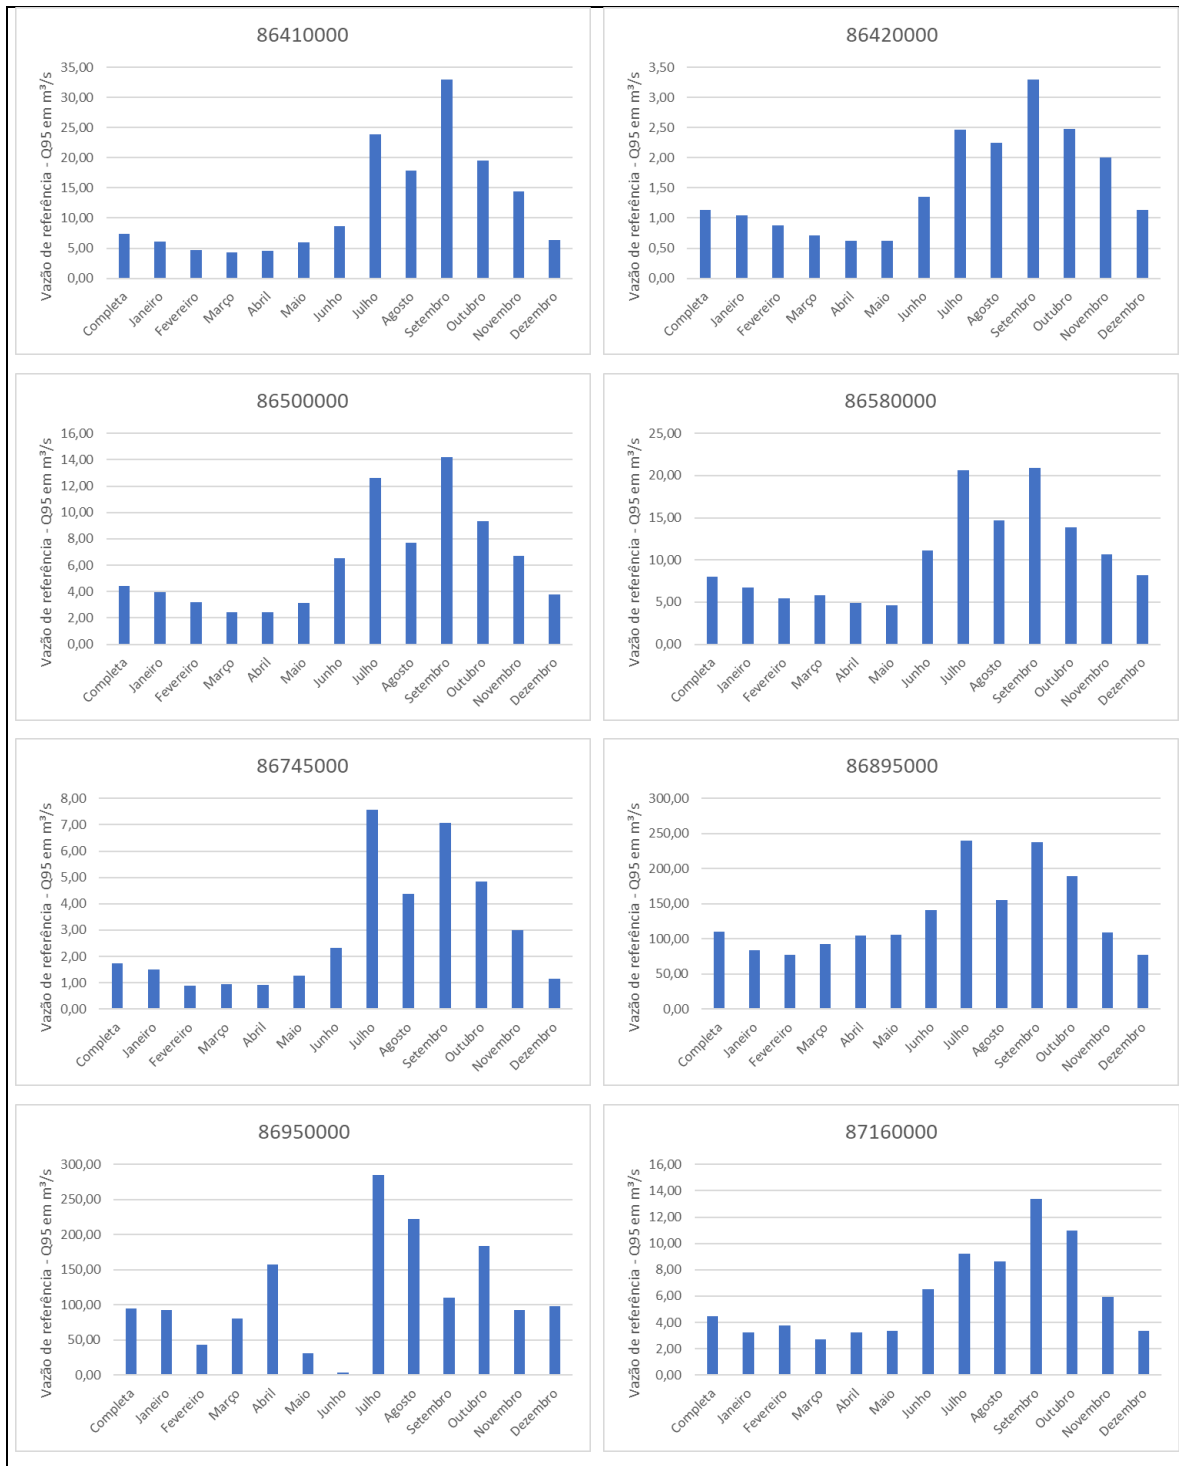 86410000
Vazão de referência - Q95 em m³/s
35,00
30,00
25,00
20,00
15,00
10,00
5,00
0,00
Completa
Janeiro
Fevereiro
Março
Abril
Maio
Junho
Julho
Agosto
Setembro
Outubro
Novembro
Dezembro
86420000
Vazão de referência - Q95 em m³/s
3,50
3,00
2,50
2,00
1,50
1,00
0,50
0,00
Completa
Janeiro
Fevereiro
Março
Abril
Maio
Junho
Julho
Agosto
Setembro
Outubro
Novembro
Dezembro
86500000
Vazão de referência - Q95 em m³/s
16,00
14,00
12,00
10,00
8,00
6,00
4,00
2,00
0,00
Completa
Janeiro
Fevereiro
Março
Abril
Maio
Junho
Julho
Agosto
Setembro
Outubro
Novembro
Dezembro
86580000
Vazão de referência - Q95 em m³/s
25,00
20,00
15,00
10,00
5,00
0,00
Completa
Janeiro
Fevereiro
Março
Abril
Maio
Junho
Julho
Agosto
Setembro
Outubro
Novembro
Dezembro
86745000
Vazão de referência - Q95 em m³/s
8,00
7,00
6,00
5,00
4,00
3,00
2,00
1,00
0,00
Completa
Janeiro
Fevereiro
Março
Abril
Maio
Junho
Julho
Agosto
Setembro
Outubro
Novembro
Dezembro
86895000
Vazão de referência - Q95 em m³/s
300,00
250,00
200,00
150,00
100,00
50,00
0,00
Completa
Janeiro
Fevereiro
Março
Abril
Maio
Junho
Julho
Agosto
Setembro
Outubro
Novembro
Dezembro
86950000
Vazão de referência - Q95 em m³/s
300,00
250,00
200,00
150,00
100,00
50,00
0,00
Completa
Janeiro
Fevereiro
Março
Abril
Maio
Junho
Julho
Agosto
Setembro
Outubro
Novembro
Dezembro
87160000
Vazão de referência - Q95 em m³/s
16,00
14,00
12,00
10,00
8,00
6,00
4,00
2,00
0,00
Completa
Janeiro
Fevereiro
Março
Abril
Maio
Junho
Julho
Agosto
Setembro
Outubro
Novembro
Dezembro